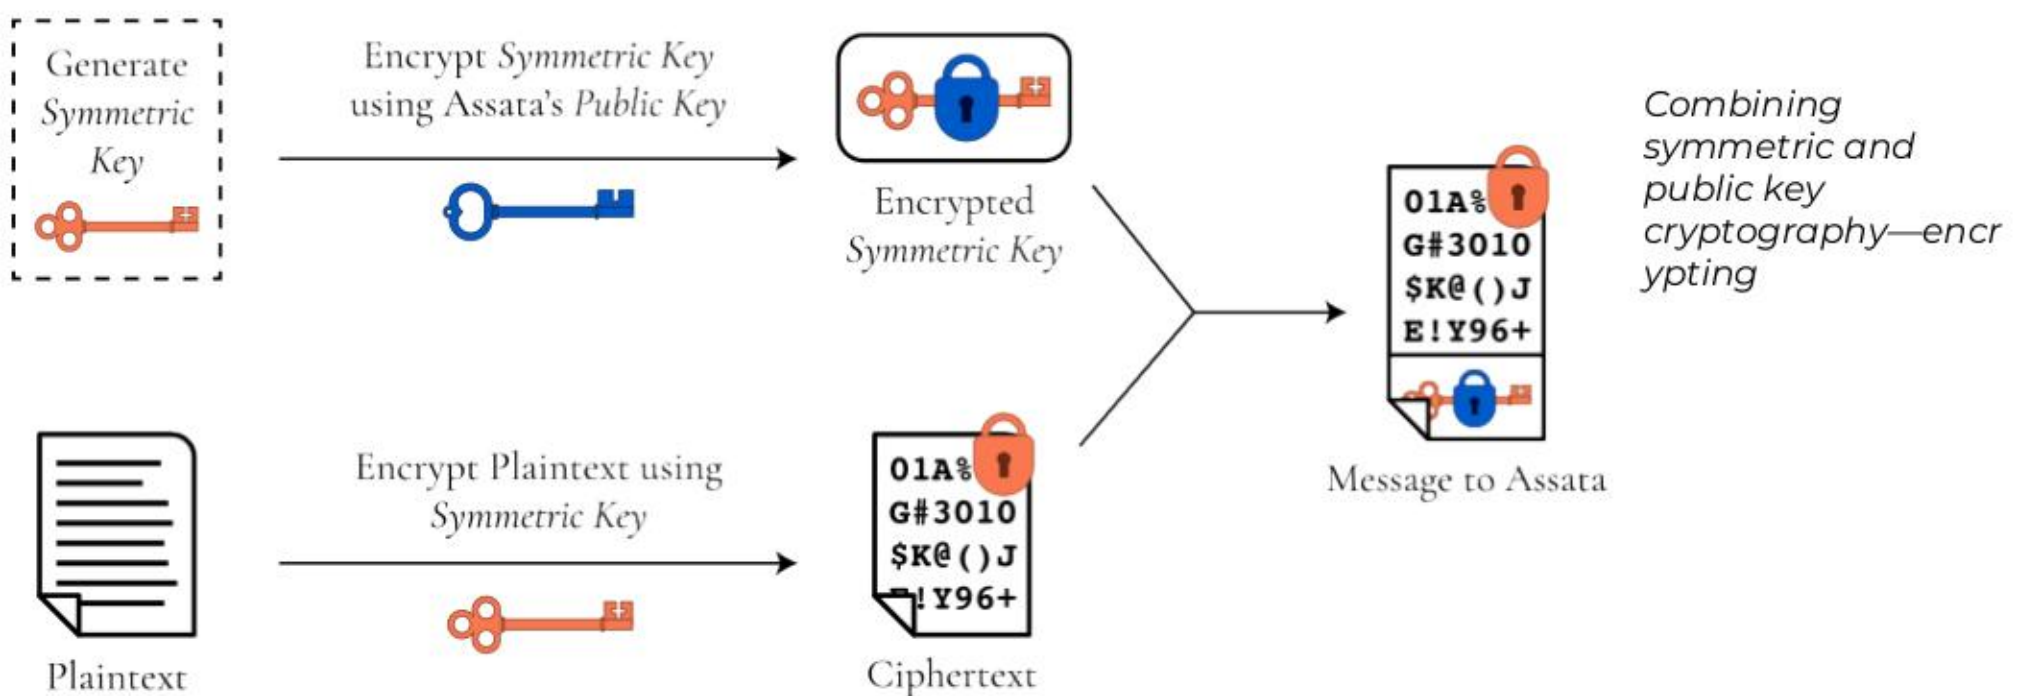 Generate
Symmetric
Key
Encrypt Symmetric Key
using Assata's Public Key
Encrypted
Symmetric Key
Plaintext
Encrypt Plaintext using
Symmetric Key
01A%
G#3010
$K@()J
!Y96+
Ciphertext
01A%
G#3010
$K@()J
E!Y96+
Message to Assata
Combining
symmetric and
public key
cryptography—encr
ypting